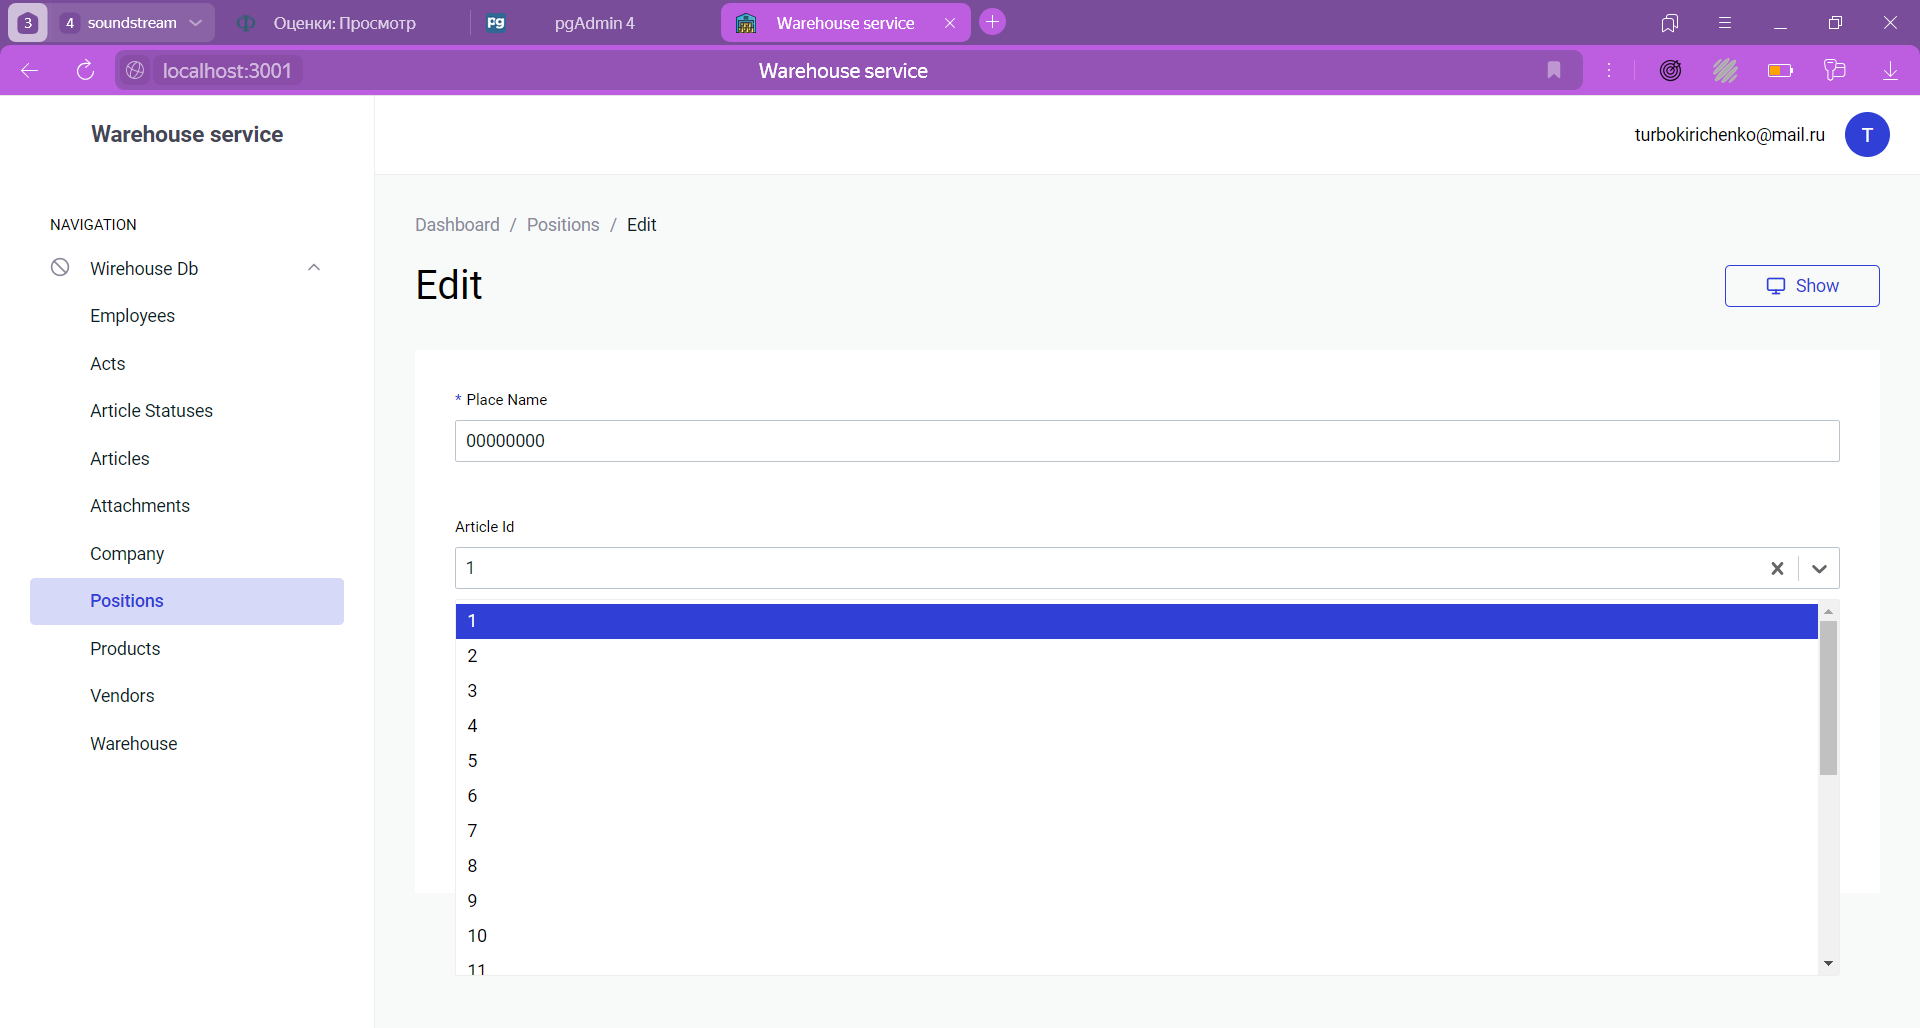 3
4 soundstream
Оценки: Просмотр
pgAdmin 4
Warehouse service
localhost:3001
Warehouse service
Warehouse service
turbokirichenko@mail.ru
T
NAVIGATION
Wirehouse Db
Employees
Acts
Article Statuses
Articles
Attachments
Company
Positions
Products
Vendors
Warehouse
Dashboard / Positions / Edit
Edit
Show
* Place Name
00000000
Article Id
1
1
2
3
4
5
6
7
8
9
10
11